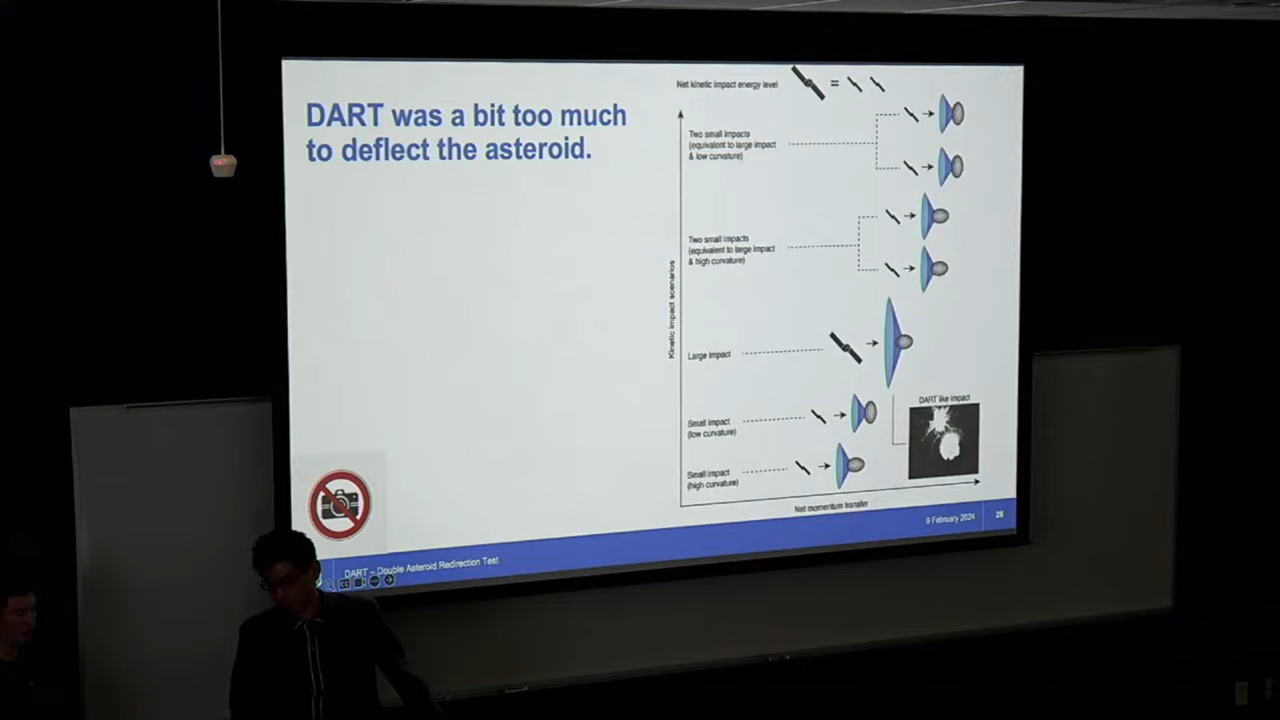 DART was a bit too much
to deflect the asteroid.
Net kinetic impact energy level
=
Two small impacts
(equivalent to large impact
& low curvature)
Two small impacts
(equivalent to large impact
& high curvature)
Kinetic impact scenarios
Large impact
DART like impact
Small impact
(low curvature)
Small impact
(high curvature)
Net momentum transfer
9 February 2024
26
DART – Double Asteroid Redirection Test